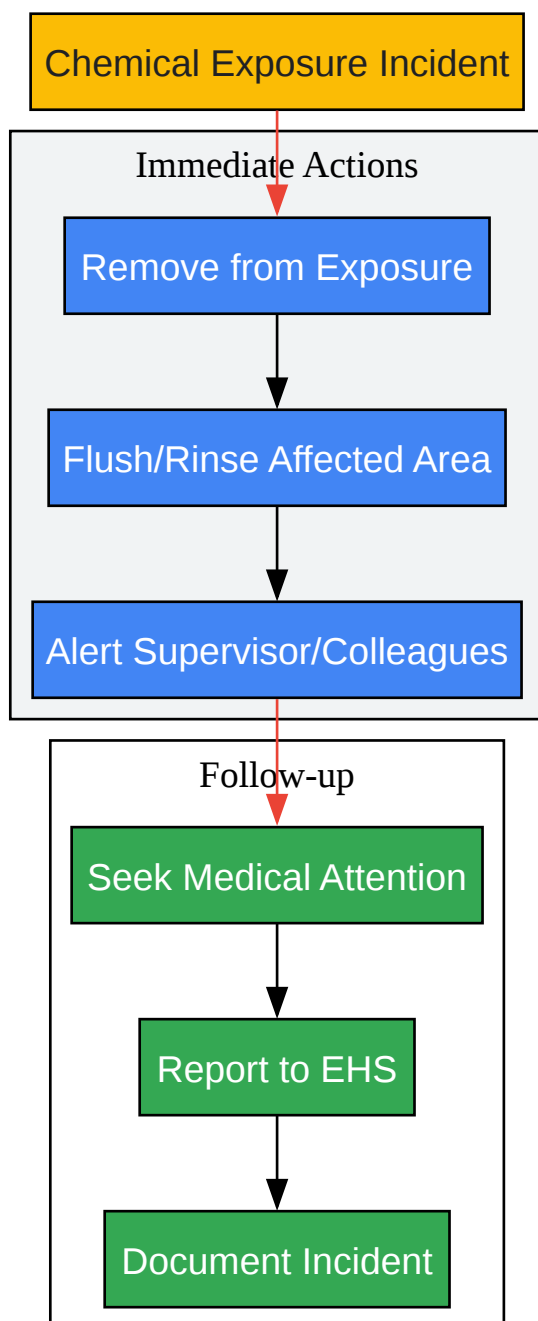 Chemical Exposure Incident
Immediate Actions
Remove from Exposure
Flush/Rinse Affected Area
Alert Supervisor/Colleagues
Follow-up
Seek Medical Attention
Report to EHS
Document Incident